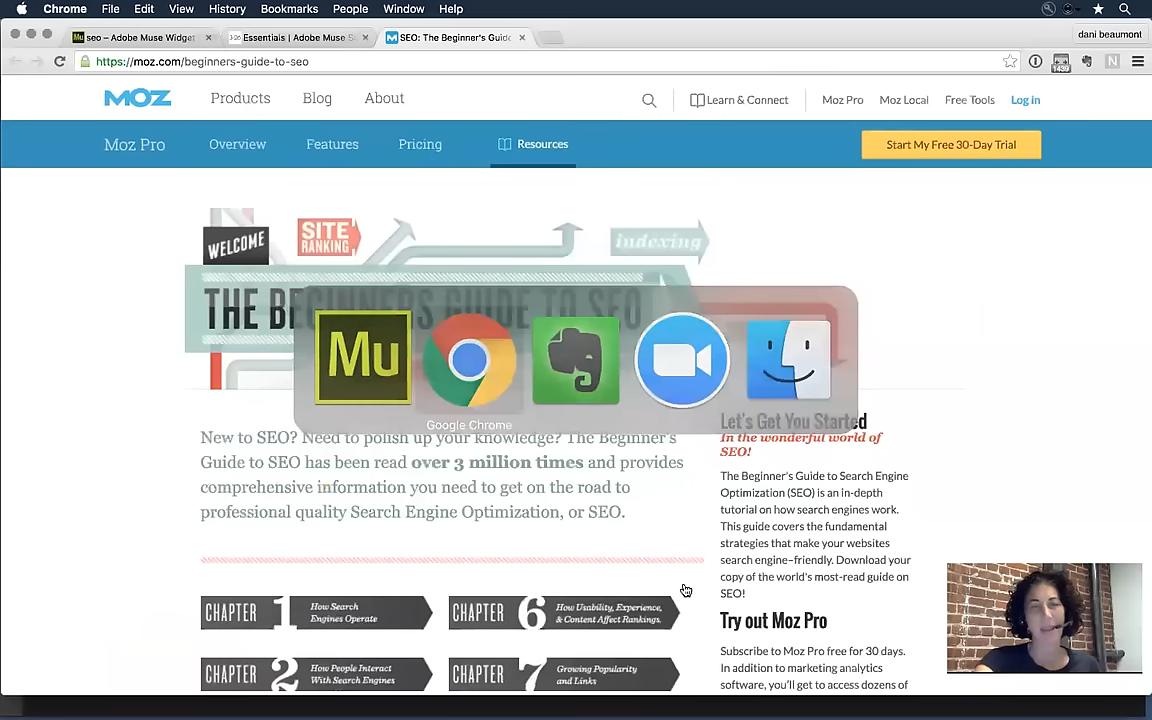 Chrome File Edit View History Bookmarks People Window Help
seo – Adobe Muse Widget
Essentials | Adobe Muse S
SEO: The Beginner's Guide
dani beaumont
https://moz.com/beginners-guide-to-seo
MOZ Products Blog About
Learn & Connect Moz Pro Moz Local Free Tools Log in
Moz Pro Overview Features Pricing Resources Start My Free 30-Day Trial
WELCOME
SITE RANKING
indexing
THE BEGINNERS GUIDE TO SEO
Mu
Google Chrome
New to SEO? Need to polish up your knowledge? The Beginner's
Guide to SEO has been read over 3 million times and provides
comprehensive information you need to get on the road to
professional quality Search Engine Optimization, or SEO.
CHAPTER 1 How Search
Engines Operate
CHAPTER 6 How Usability, Experience,
& Content Affect Rankings.
CHAPTER 2 How People Interact
With Search Engines
CHAPTER 7 Growing Popularity
and Links
Let's Get You Started
In the wonderful world of
SEO!
The Beginner's Guide to Search Engine
Optimization (SEO) is an in-depth
tutorial on how search engines work.
This guide covers the fundamental
strategies that make your websites
search engine–friendly. Download your
copy of the world's most-read guide on
SEO!
Try out Moz Pro
Subscribe to Moz Pro free for 30 days.
In addition to marketing analytics
software, you'll get to access dozens of